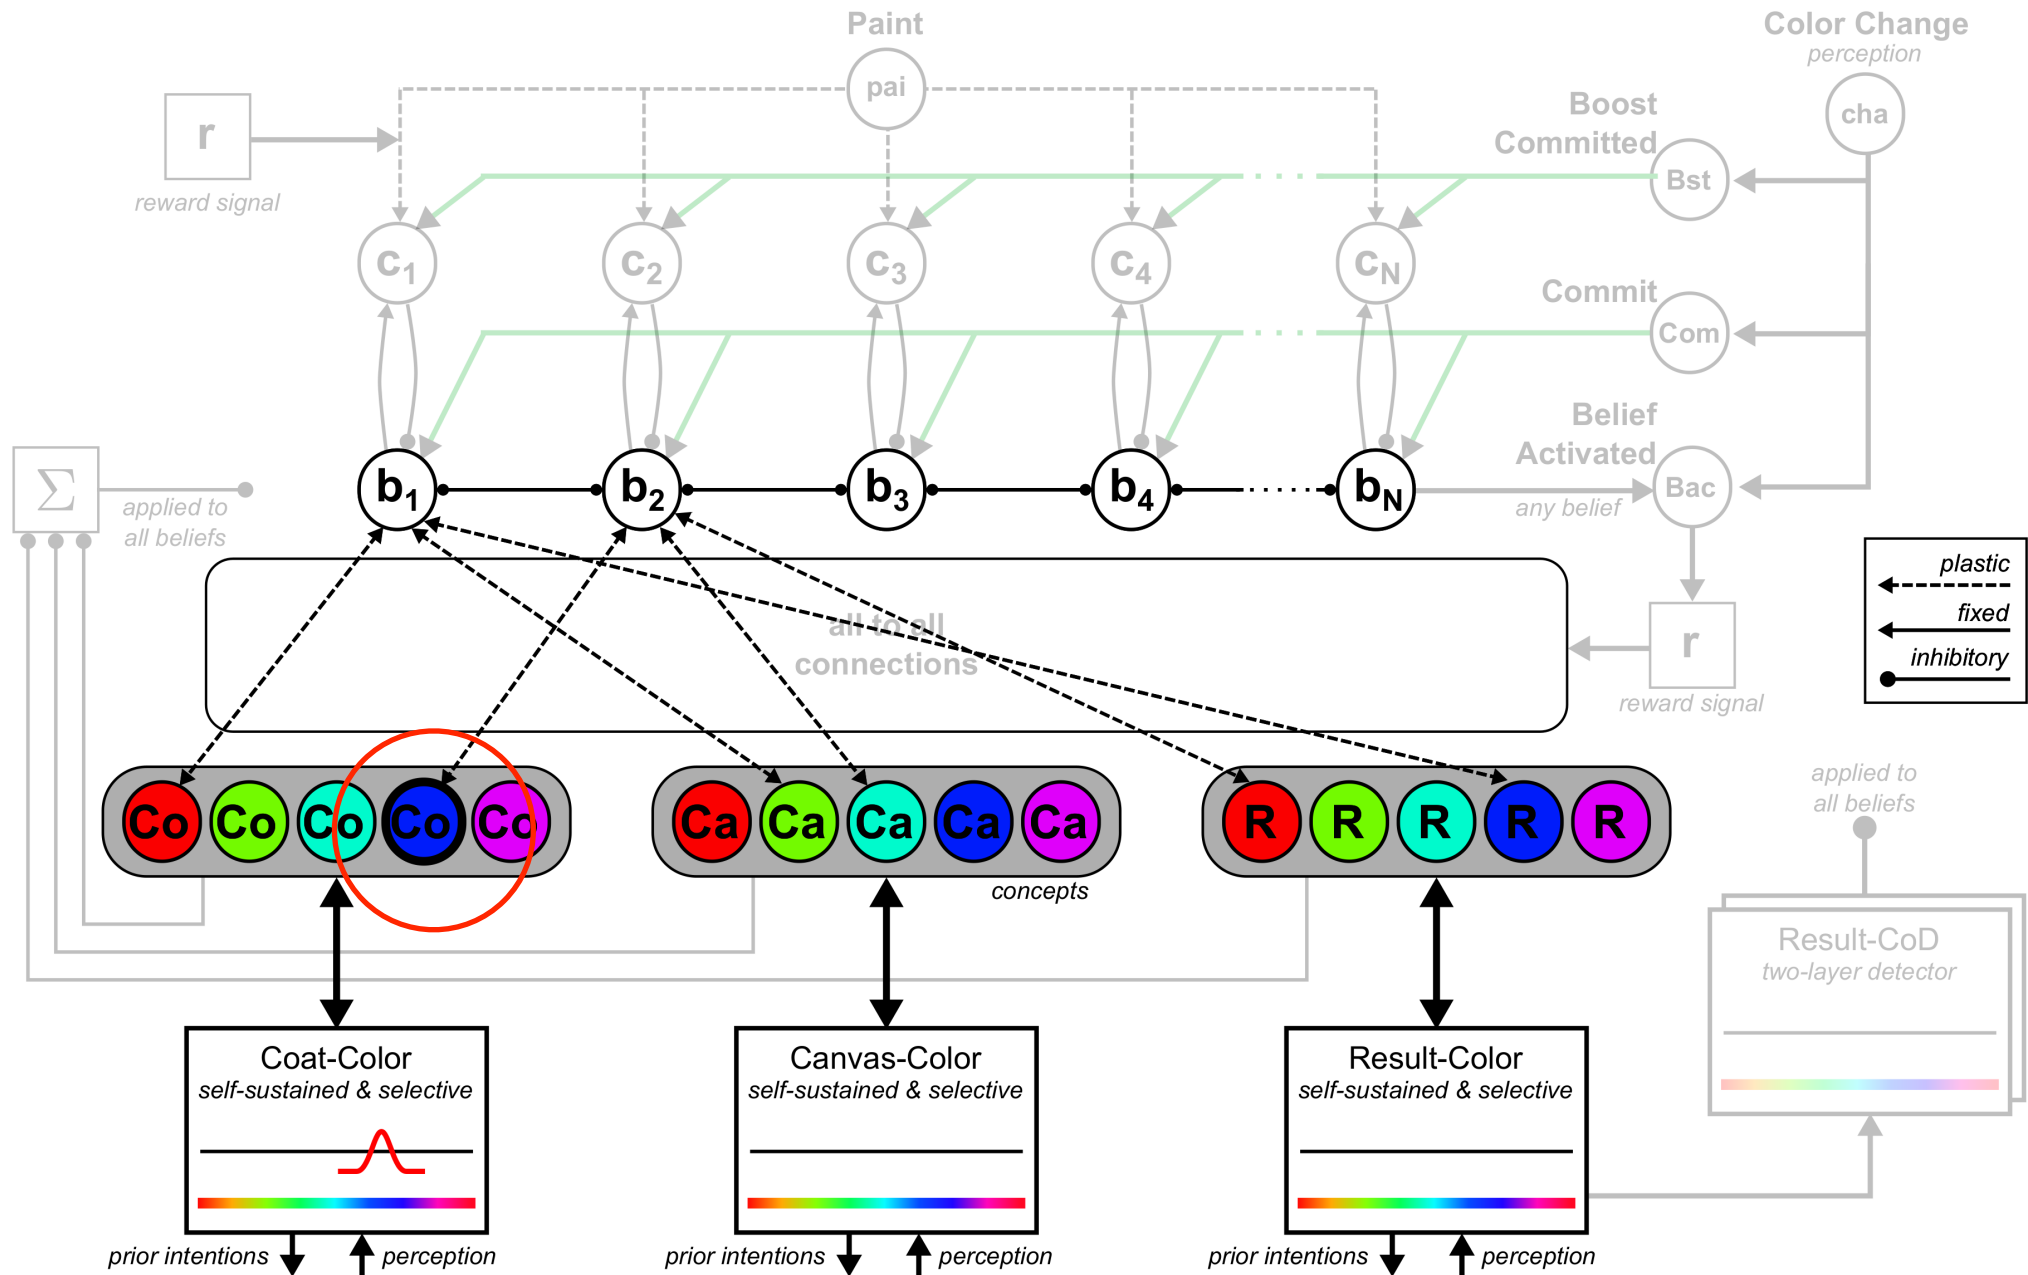 Paint
Color Change
perception
pai
cha
r
reward signal
Boost
Committed
Bst
c1
c2
c3
c4
cN
Commit
Com
Belief
Activated
Bac
any belief
Σ
applied to
all beliefs
b1
b2
b3
b4
bN
plastic
fixed
inhibitory
all to all
connections
r
reward signal
Co Co Co Co Co
Ca Ca Ca Ca Ca
R R R R R
concepts
applied to
all beliefs
Result-CoD
two-layer detector
Coat-Color
self-sustained & selective
Canvas-Color
self-sustained & selective
Result-Color
self-sustained & selective
prior intentions
perception
prior intentions
perception
prior intentions
perception